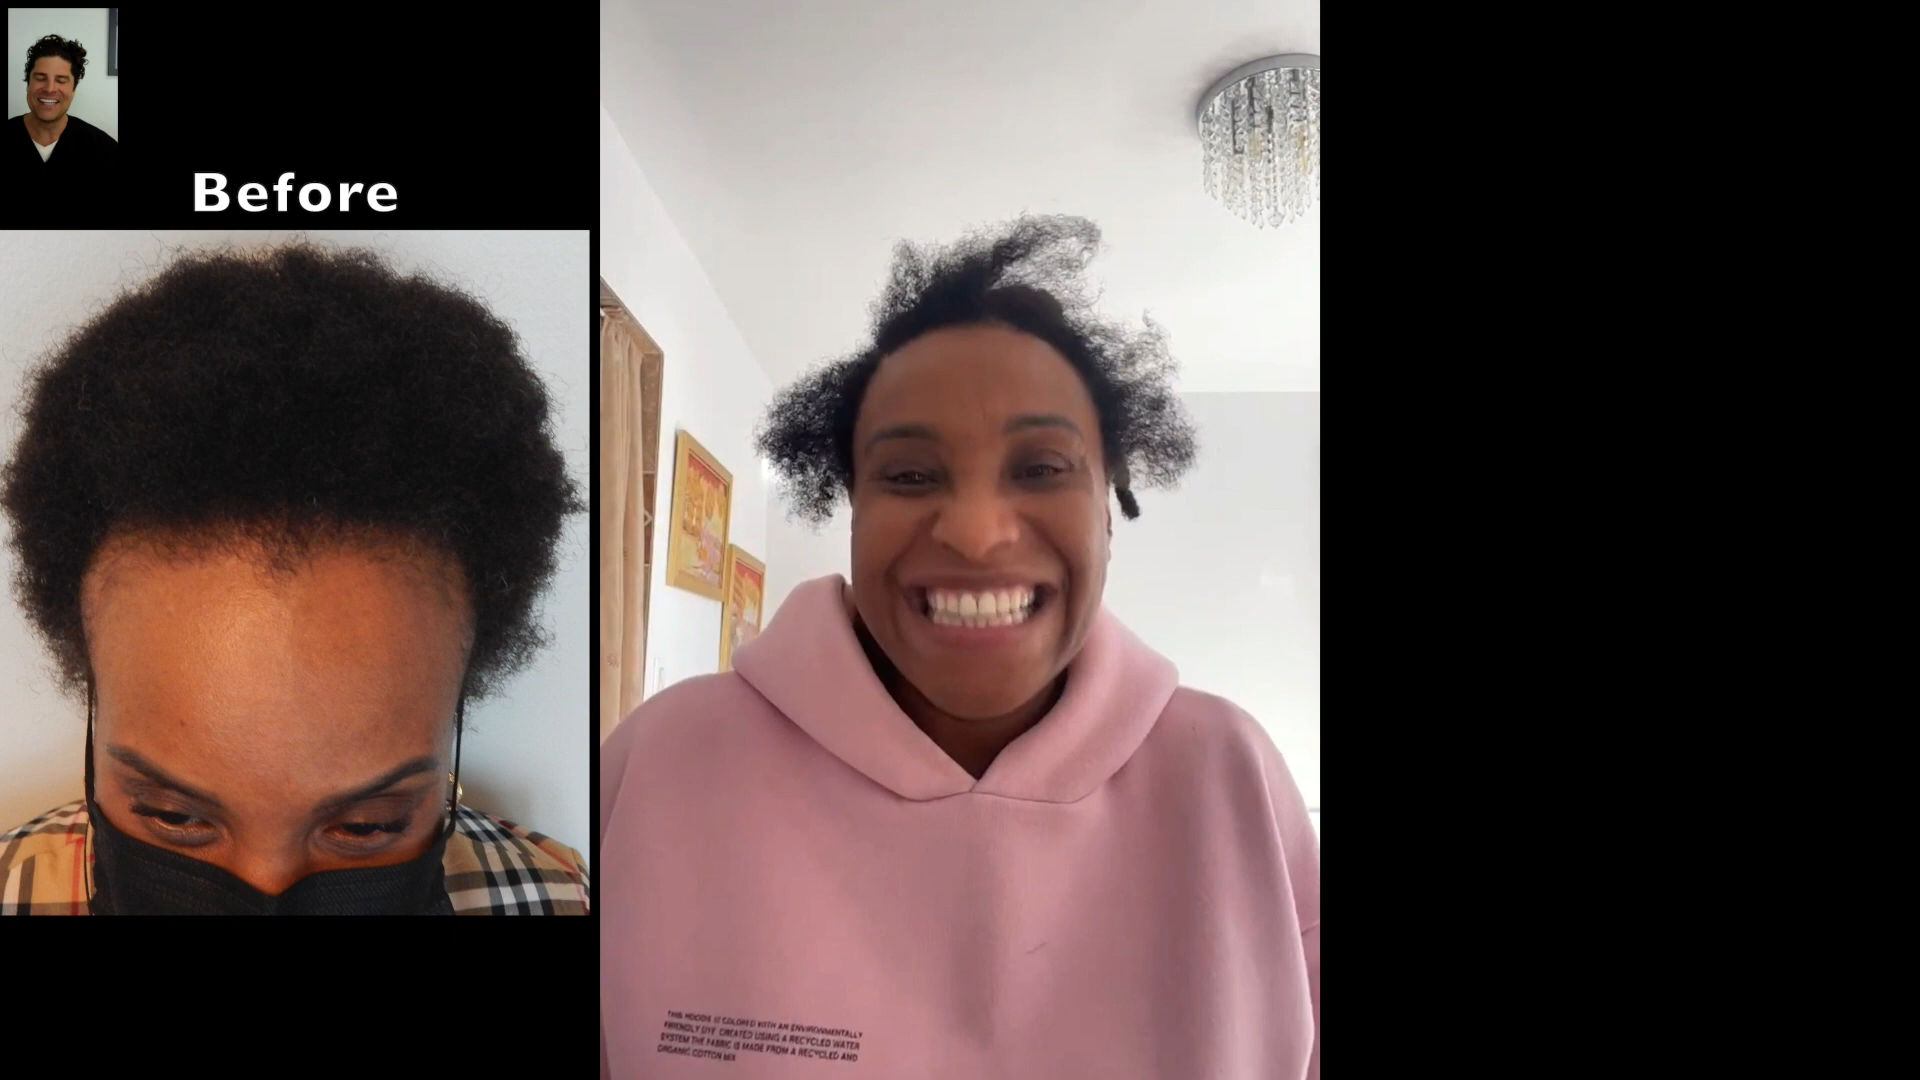 Before
THIS HOODIE IS COLORED WITH AN ENVIRONMENTALLY
FRIENDLY DYE CREATED USING A RECYCLED WATER
SYSTEM THE FABRIC IS MADE FROM A RECYCLED AND
ORGANIC COTTON MIX